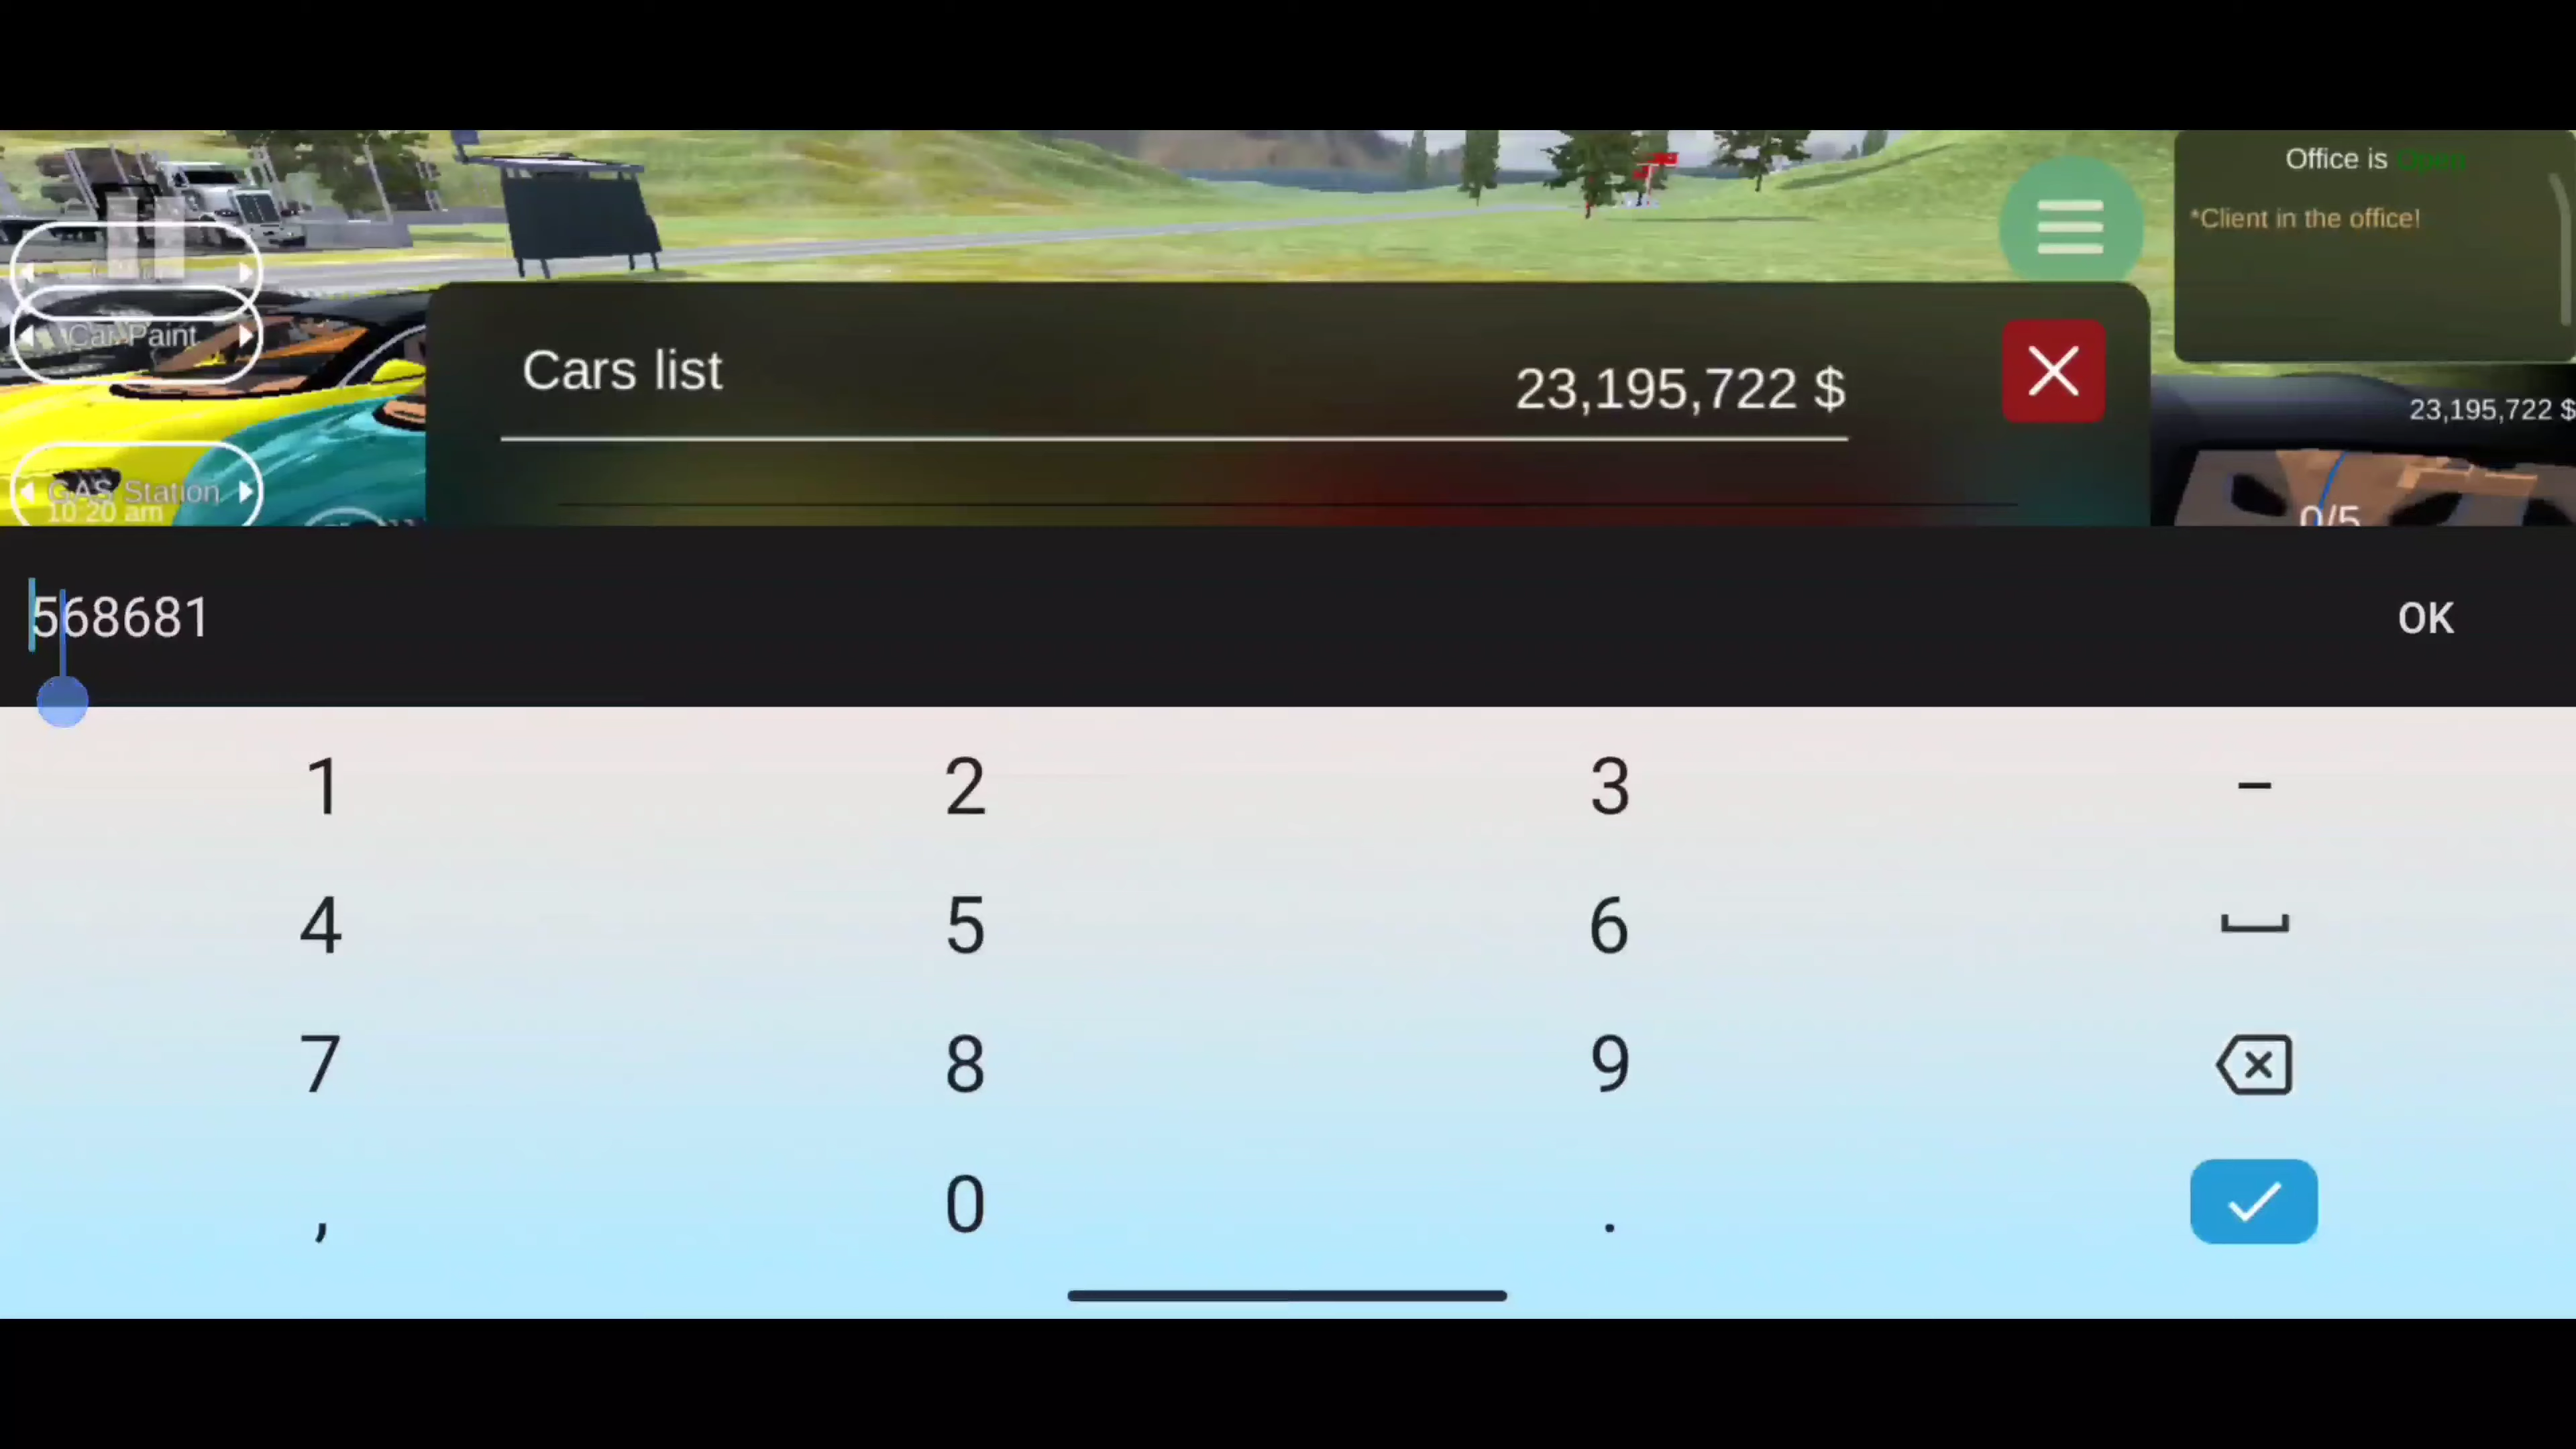 Office is Open
*Client in the office!
Car Paint
Cars list
23,195,722 $
23,195,722 $
GAS Station
10:20 am
0/5
568681
OK
1 2 3 –
4 5 6
7 8 9
, 0 .